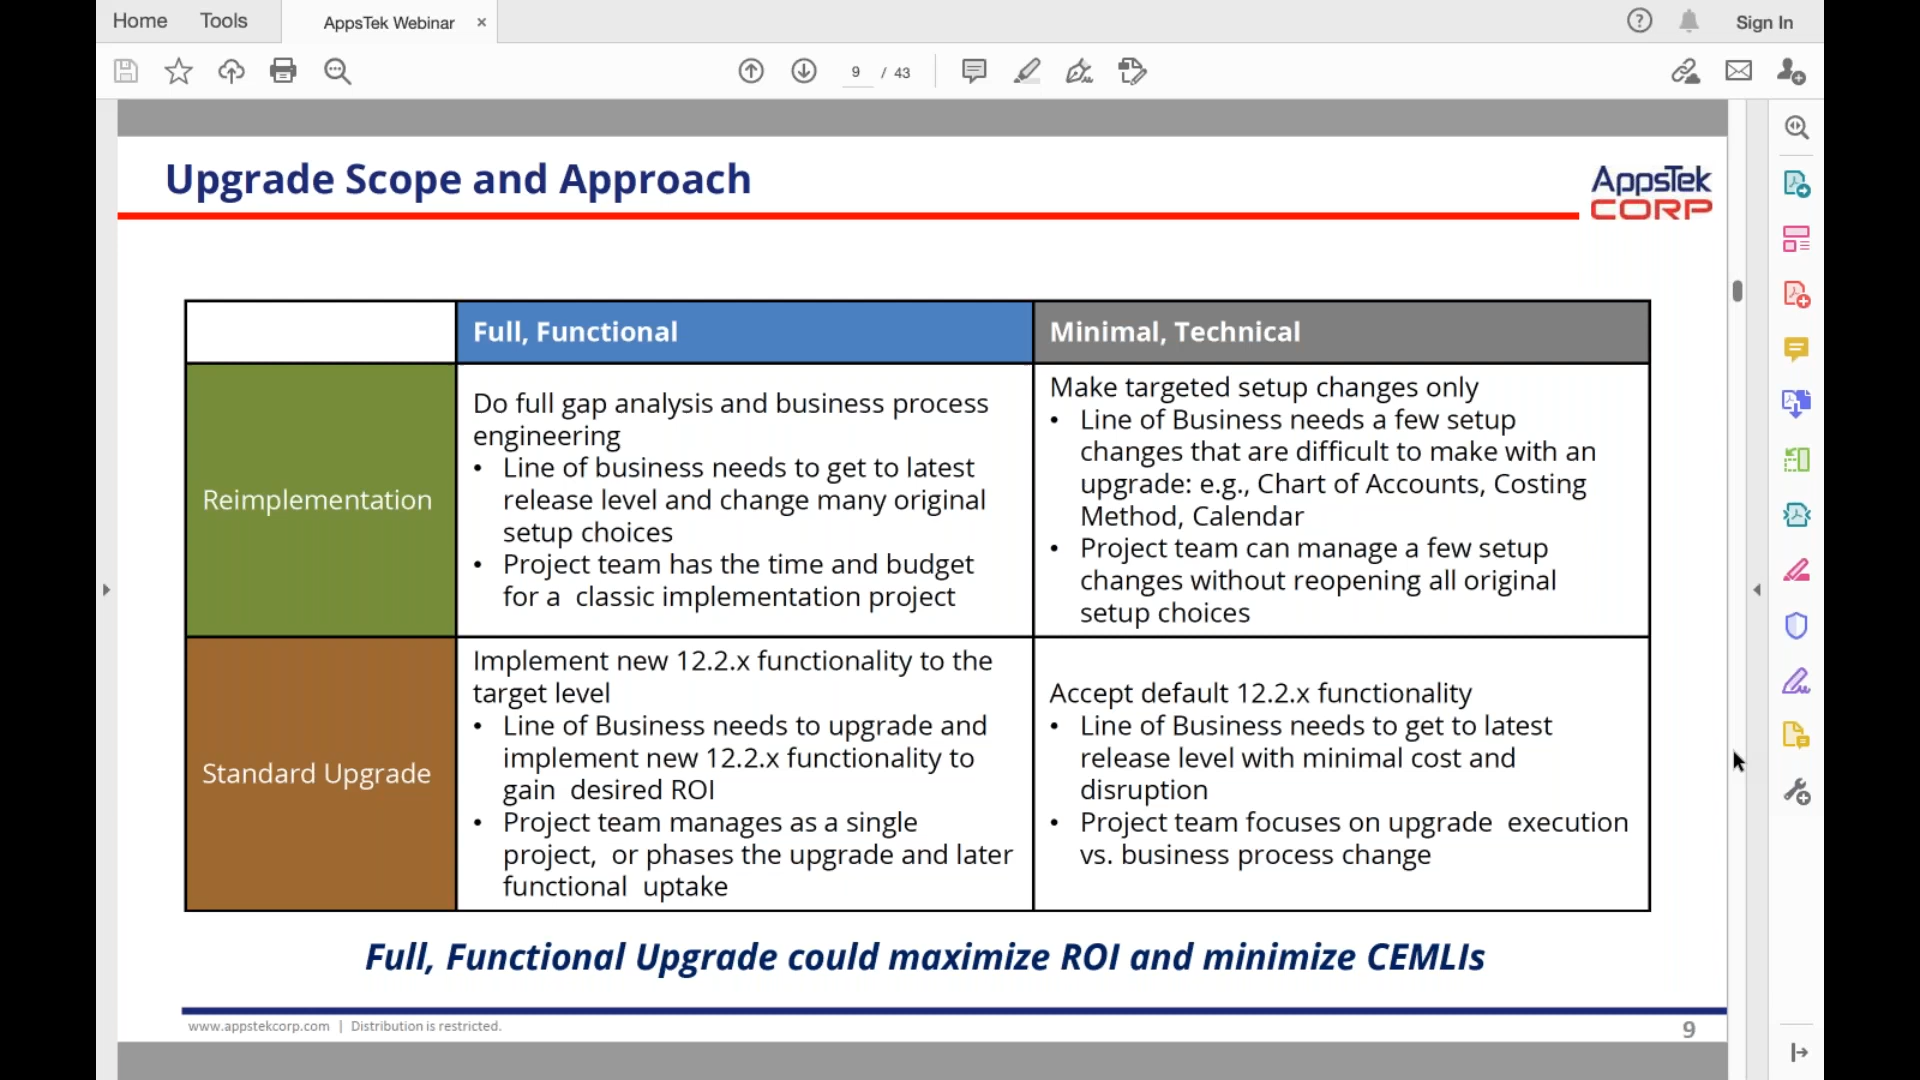 Home Tools AppsTek Webinar × Sign In
9 / 43
Upgrade Scope and Approach
AppsTek
CORP
Full, Functional
Minimal, Technical
Reimplementation
Do full gap analysis and business process
engineering
• Line of business needs to get to latest
release level and change many original
setup choices
• Project team has the time and budget
for a classic implementation project
Make targeted setup changes only
• Line of Business needs a few setup
changes that are difficult to make with an
upgrade: e.g., Chart of Accounts, Costing
Method, Calendar
• Project team can manage a few setup
changes without reopening all original
setup choices
Standard Upgrade
Implement new 12.2.x functionality to the
target level
• Line of Business needs to upgrade and
implement new 12.2.x functionality to
gain desired ROI
• Project team manages as a single
project, or phases the upgrade and later
functional uptake
Accept default 12.2.x functionality
• Line of Business needs to get to latest
release level with minimal cost and
disruption
• Project team focuses on upgrade execution
vs. business process change
Full, Functional Upgrade could maximize ROI and minimize CEMLIs
www.appstekcorp.com | Distribution is restricted.
9